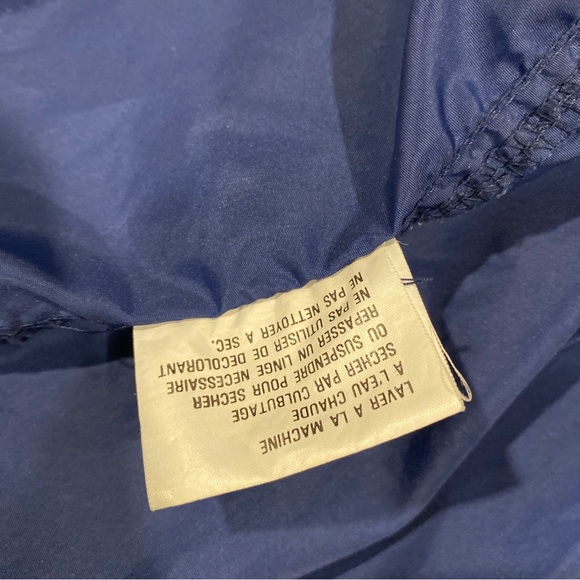 LAVER A LA MACHINE
A L'EAU CHAUDE
SECHER PAR CULBUTAGE
OU SUSPENDRE POUR SECHER
REPASSER UN LINGE NECESSAIRE
NE PAS UTILISER DE DECOLORANT
NE PAS NETTOYER A SEC.